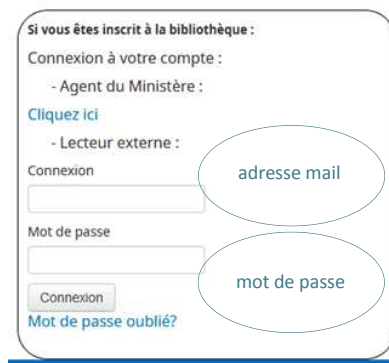 Si vous êtes inscrit à la bibliothèque :
Connexion à votre compte :
- Agent du Ministère :
Cliquez ici
- Lecteur externe :
Connexion
adresse mail
Mot de passe
mot de passe
Connexion
Mot de passe oublié?